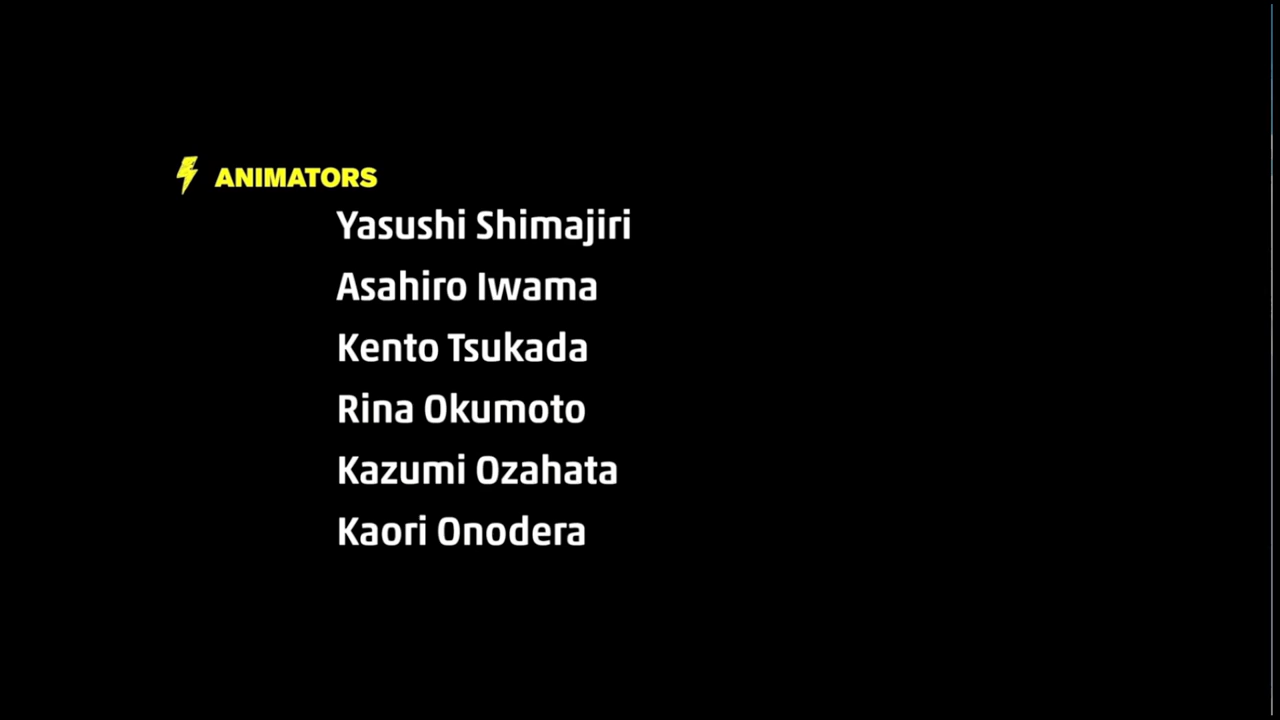 ANIMATORS
Yasushi Shimajiri
Asahiro Iwama
Kento Tsukada
Rina Okumoto
Kazumi Ozahata
Kaori Onodera